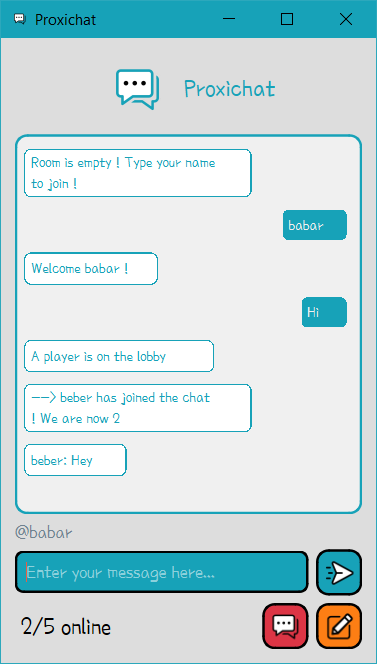 Proxichat
Proxichat
Room is empty ! Type your name
to join !
babar
Welcome babar !
Hi
A player is on the lobby
--> beber has joined the chat
! We are now 2
beber: Hey
@babar
Enter your message here...
2/5 online